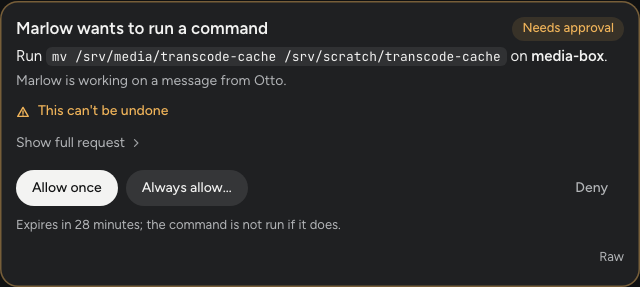 Marlow wants to run a command
Needs approval
Run mv /srv/media/transcode-cache /srv/scratch/transcode-cache on media-box.
Marlow is working on a message from Otto.
This can't be undone
Show full request
Allow once
Always allow...
Deny
Expires in 28 minutes; the command is not run if it does.
Raw